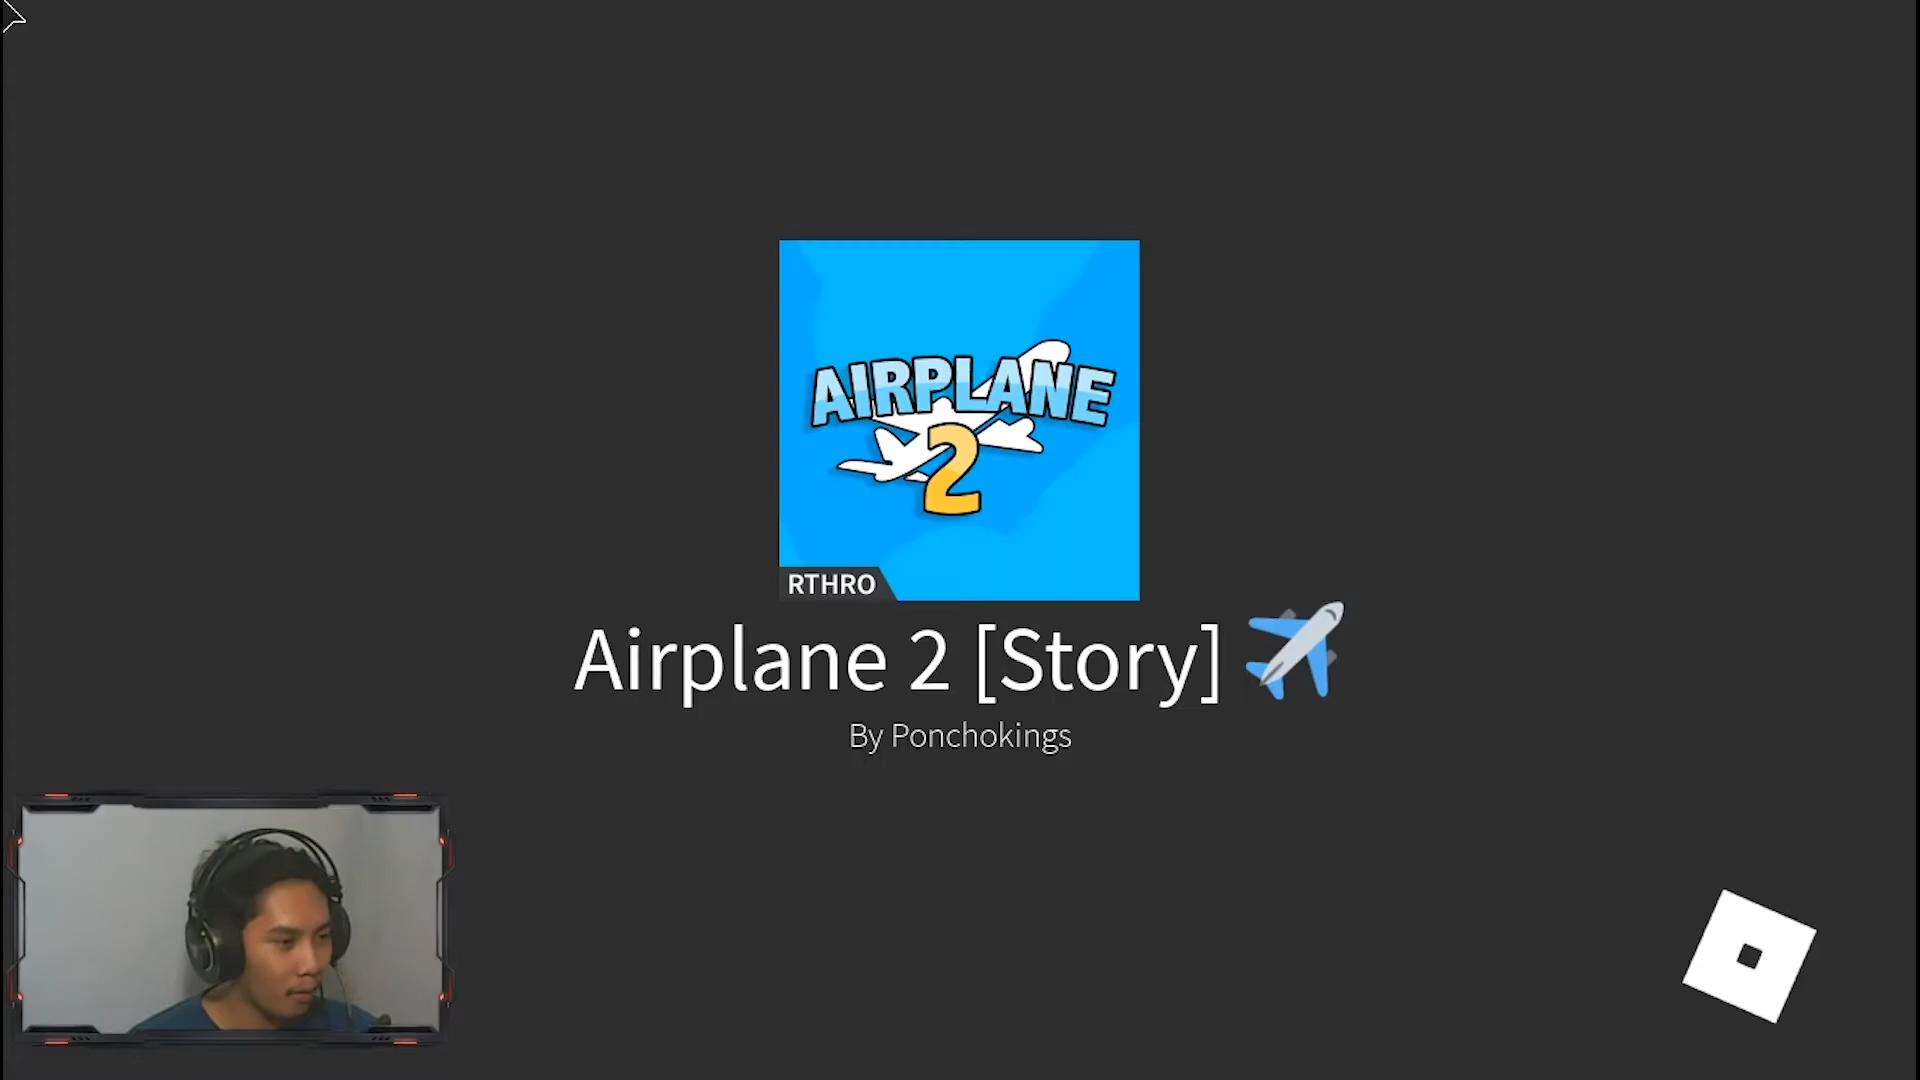 AIRPLANE
2
RTHRO
Airplane 2 [Story] ✈️
By Ponchokings